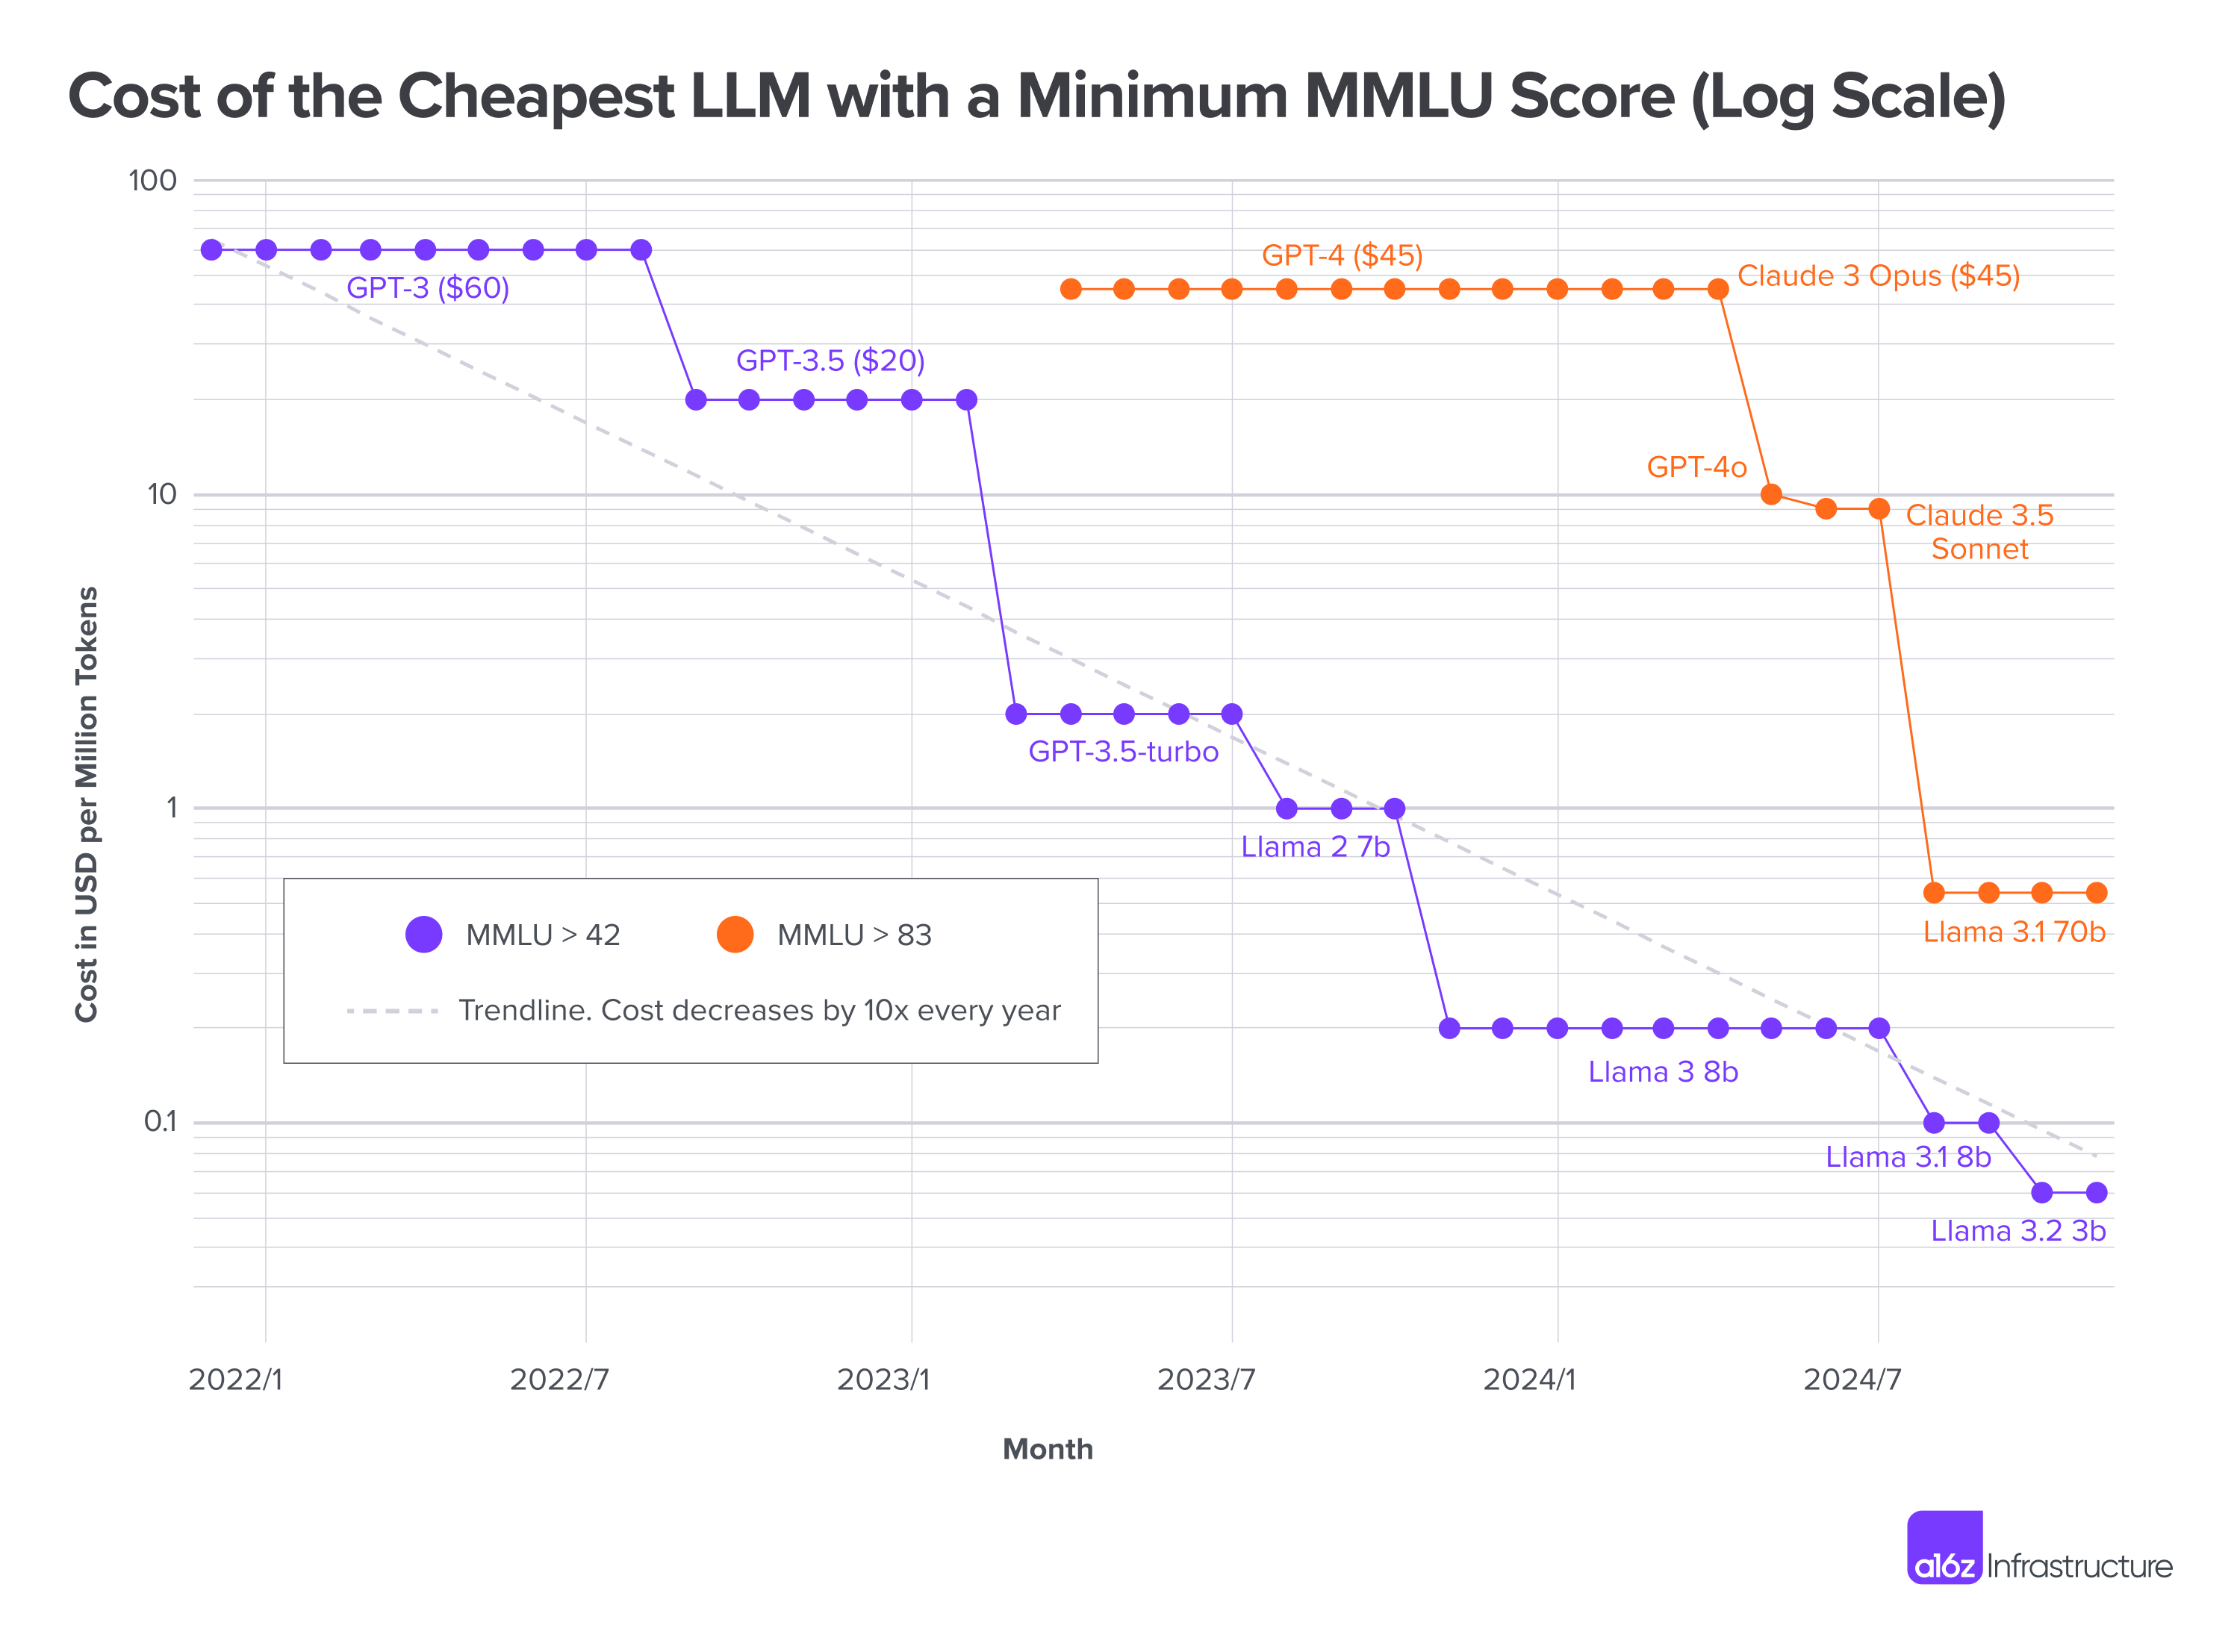 Cost of the Cheapest LLM with a Minimum MMLU Score (Log Scale)
100
10
1
0.1
Cost in USD per Million Tokens
GPT-3 ($60)
GPT-3.5 ($20)
GPT-3.5-turbo
Llama 2 7b
Llama 3 8b
Llama 3.1 8b
Llama 3.2 3b
GPT-4 ($45)
Claude 3 Opus ($45)
GPT-4o
Claude 3.5
Sonnet
Llama 3.1 70b
MMLU > 42
MMLU > 83
Trendline. Cost decreases by 10x every year
2022/1
2022/7
2023/1
2023/7
2024/1
2024/7
Month
a16z Infrastructure